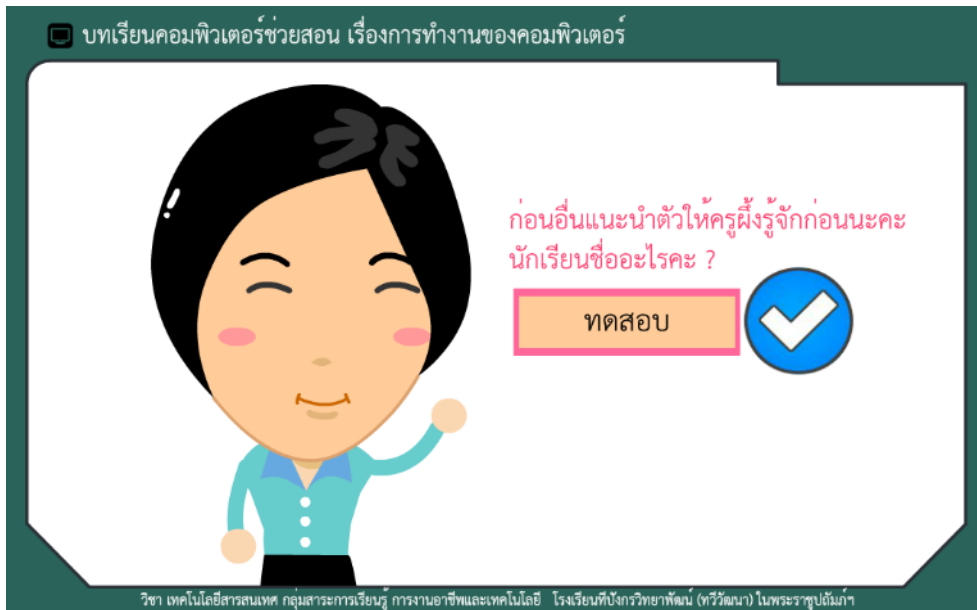 บทเรียนคอมพิวเตอร์ช่วยสอน เรื่องการทำงานของคอมพิวเตอร์
ก่อนอื่นแนะนำตัวให้ครูผึ้งรู้จักก่อนนะคะ
นักเรียนชื่ออะไรคะ ?
ทดสอบ
วิชา เทคโนโลยีสารสนเทศ กลุ่มสาระการเรียนรู้ การงานอาชีพและเทคโนโลยี โรงเรียนทีปังกรวิทยาพัฒน์ (ทวีวัฒนา) ในพระราชูปถัมภ์ฯ